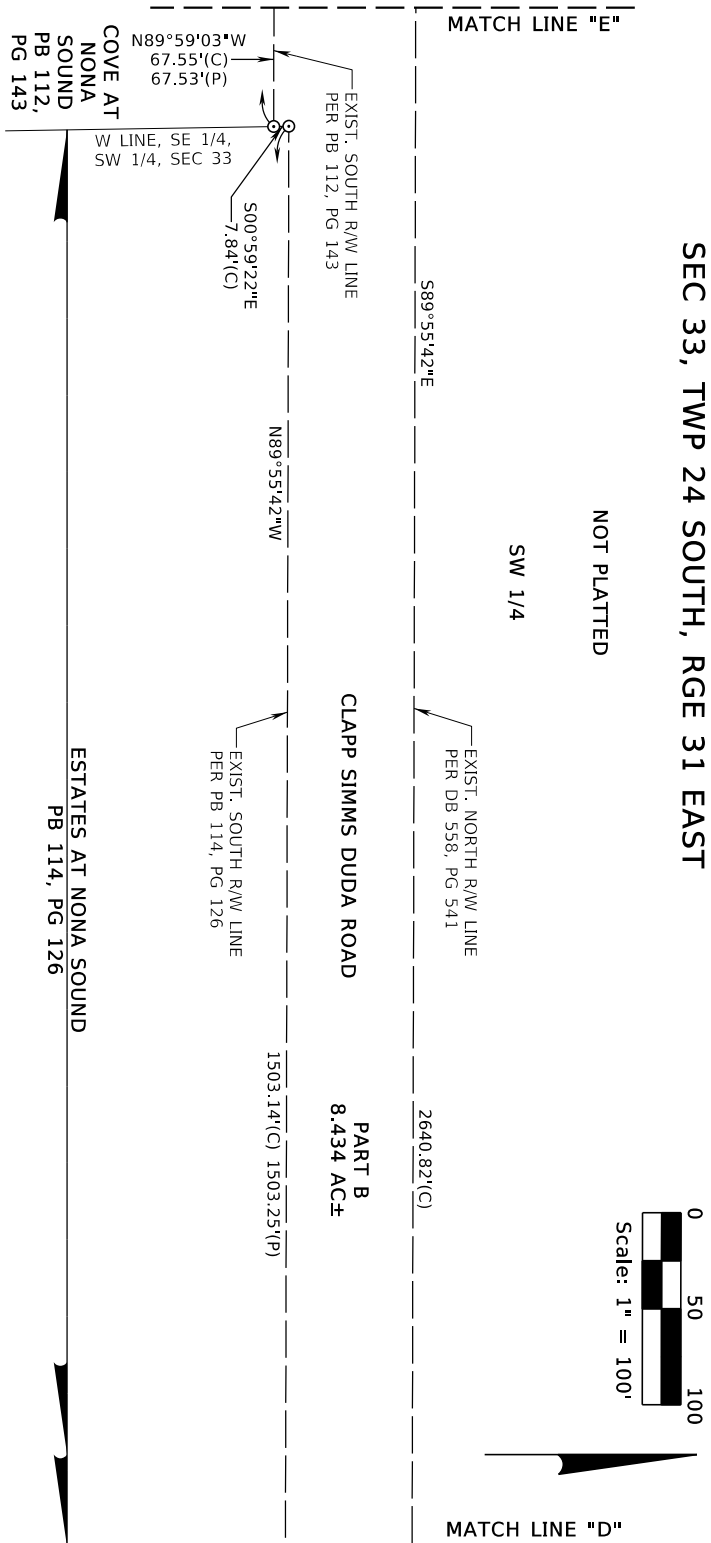 SEC 33, TWP 24 SOUTH, RGE 31 EAST
0 50 100
Scale: 1" = 100'
NOT PLATTED
SW 1/4
MATCH LINE "E"
MATCH LINE "D"
S89°55'42"E
2640.82'(C)
EXIST. NORTH R/W LINE
PER DB 558, PG 541
EXIST. SOUTH R/W LINE
PER PB 112, PG 143
CLAPP SIMMS DUDA ROAD
PART B
8.434 AC±
N89°59'03"W
67.55'(C)
67.53'(P)
N89°55'42"W
1503.14'(C) 1503.25'(P)
S00°59'22"E
7.84'(C)
EXIST. SOUTH R/W LINE
PER PB 114, PG 126
W LINE, SE 1/4,
SW 1/4, SEC 33
COVE AT
NONA
SOUND
PB 112,
PG 143
ESTATES AT NONA SOUND
PB 114, PG 126